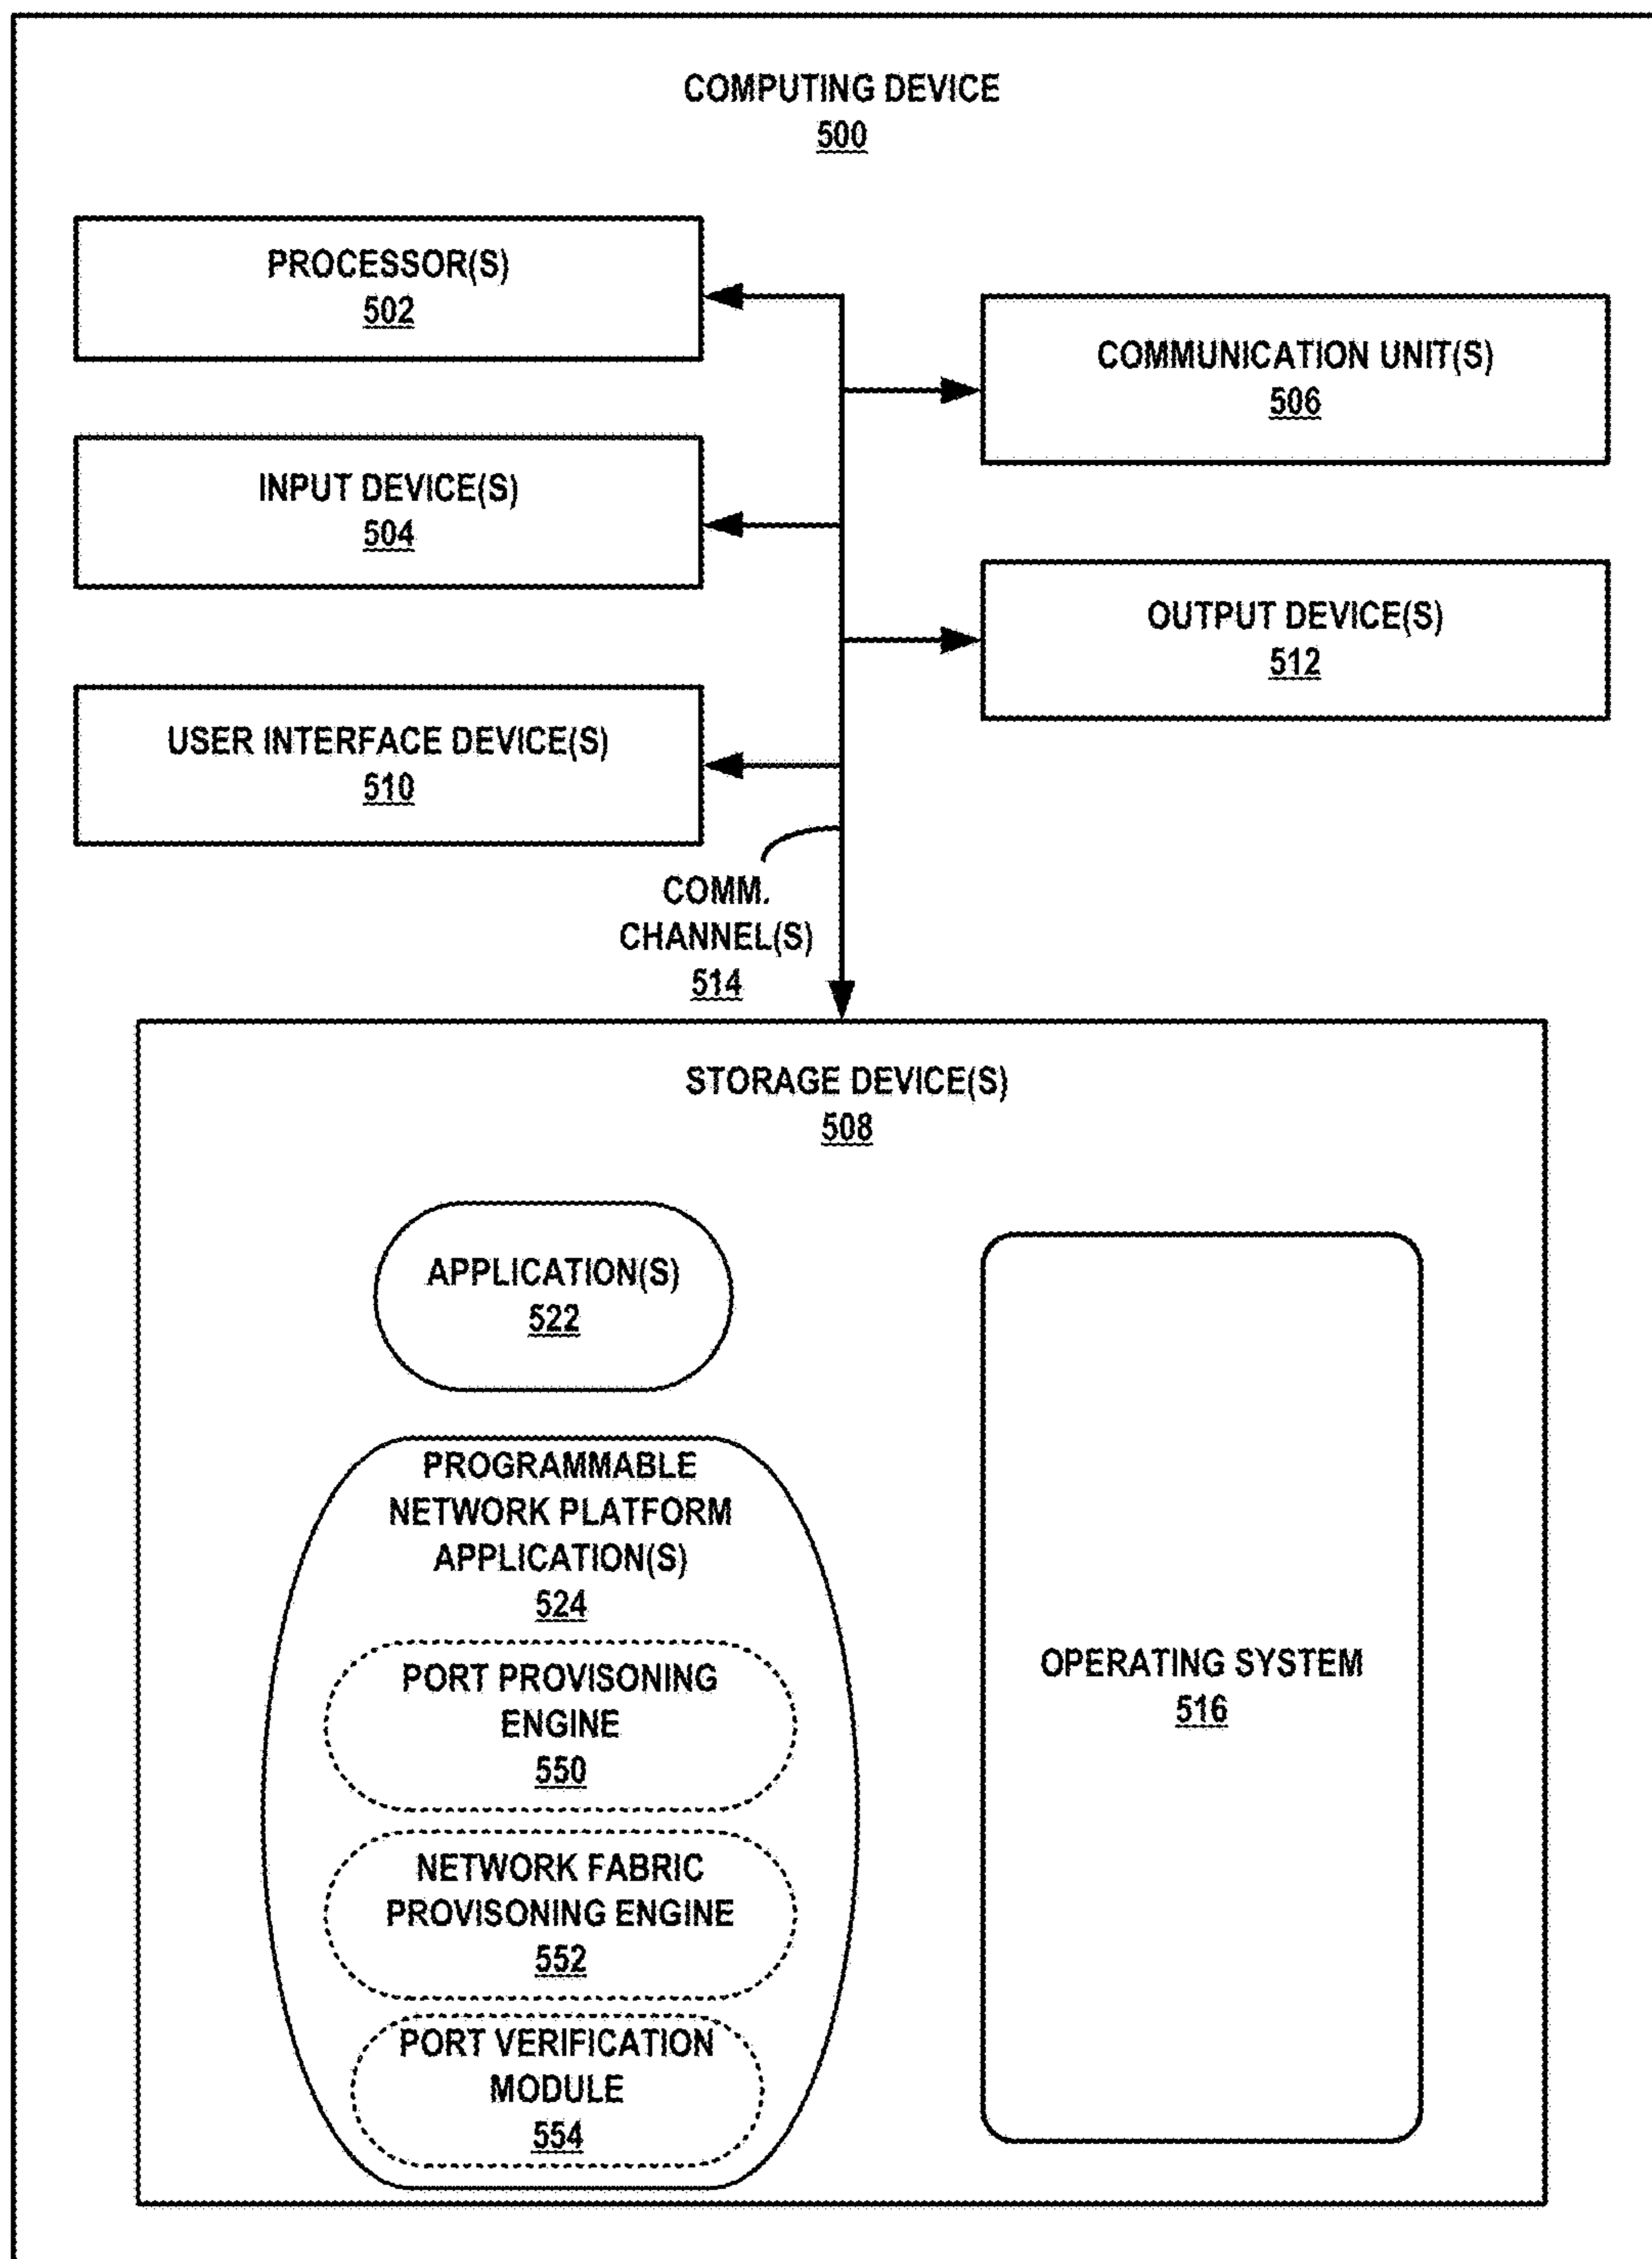 COMPUTING DEVICE
500
PROCESSOR(S)
502
COMMUNICATION UNIT(S)
506
INPUT DEVICE(S)
504
OUTPUT DEVICE(S)
512
USER INTERFACE DEVICE(S)
510
COMM.
CHANNEL(S)
514
STORAGE DEVICE(S)
508
APPLICATION(S)
522
PROGRAMMABLE
NETWORK PLATFORM
APPLICATION(S)
524
PORT PROVISONING
ENGINE
550
NETWORK FABRIC
PROVISONING ENGINE
552
PORT VERIFICATION
MODULE
554
OPERATING SYSTEM
516